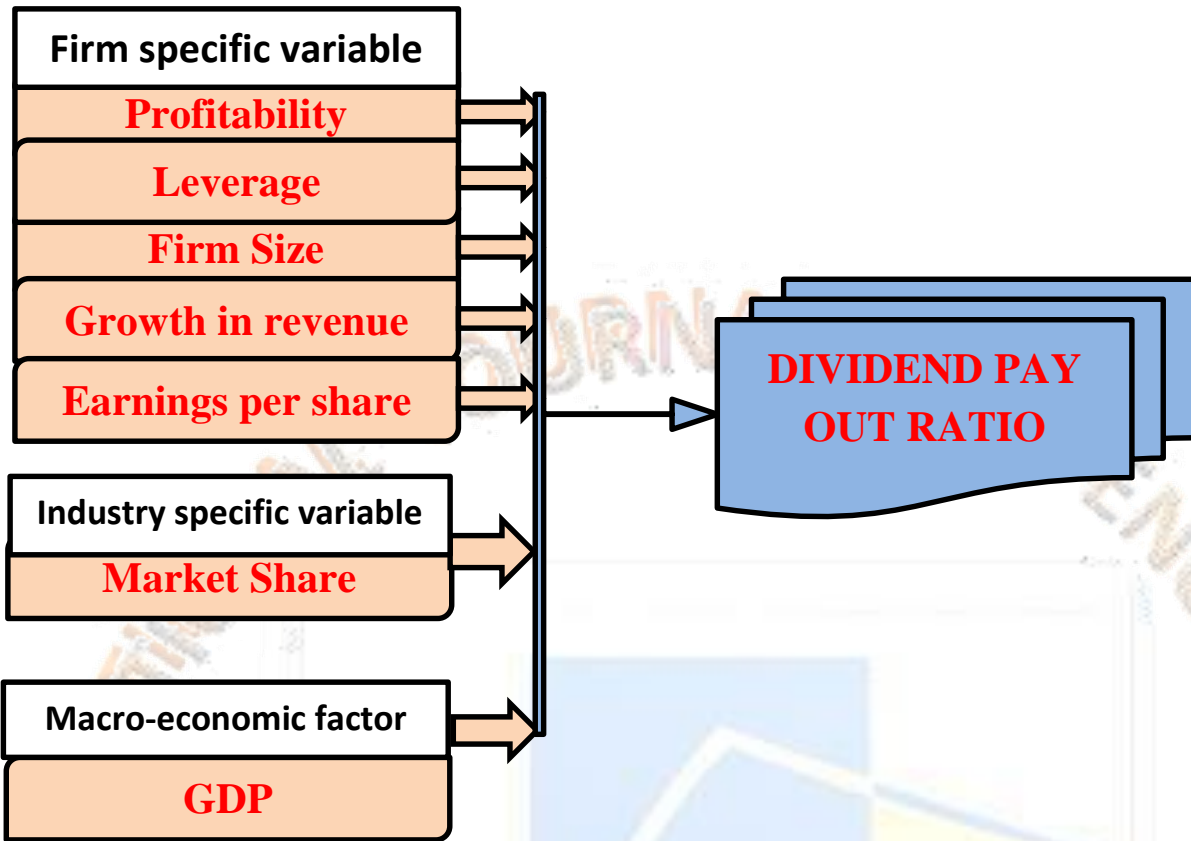 Firm specific variable
Profitability
Leverage
Firm Size
Growth in revenue
Earnings per share
Industry specific variable
Market Share
Macro-economic factor
GDP
DIVIDEND PAY
OUT RATIO